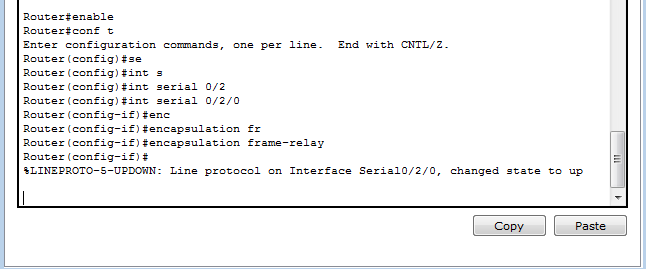 Router#enable
Router#conf t
Enter configuration commands, one per line.  End with CNTL/Z.
Router(config)#se
Router(config)#int s
Router(config)#int serial 0/2
Router(config)#int serial 0/2/0
Router(config-if)#enc
Router(config-if)#encapsulation fr
Router(config-if)#encapsulation frame-relay
Router(config-if)#
%LINEPROTO-5-UPDOWN: Line protocol on Interface Serial0/2/0, changed state to up
Copy Paste